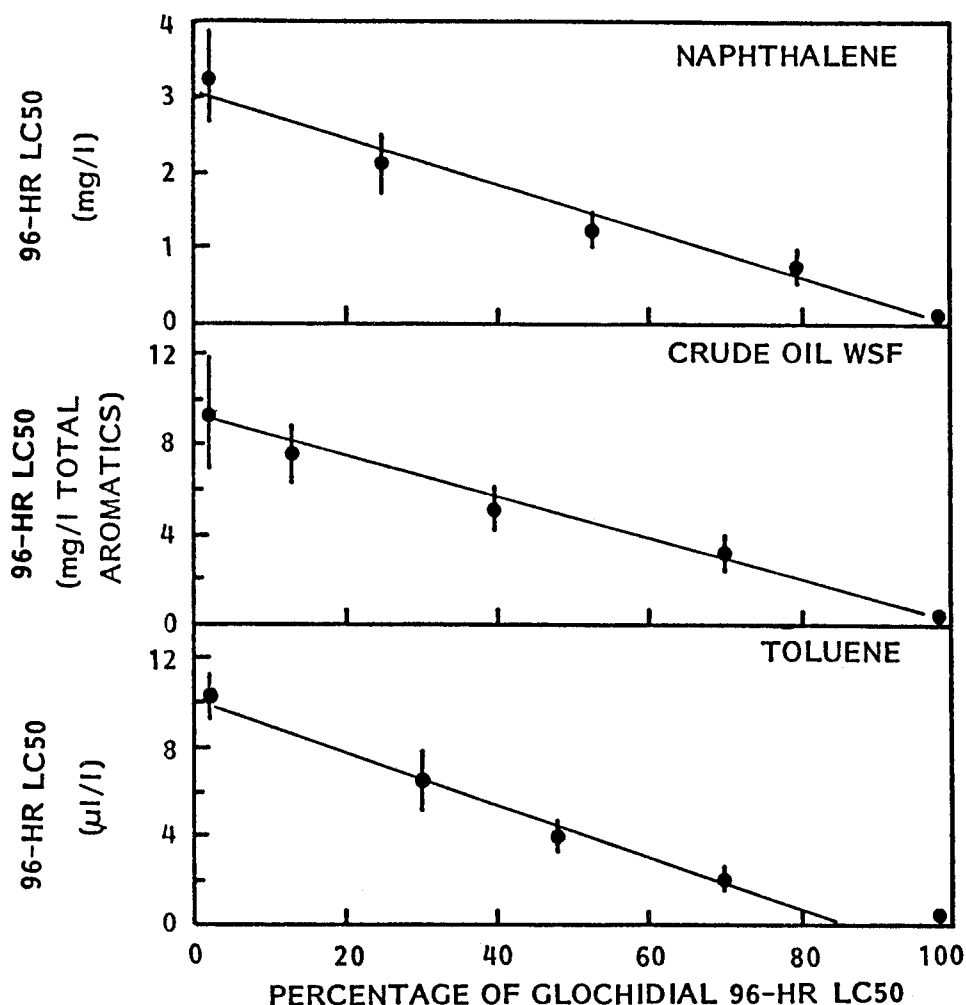 NAPHTHALENE
96-HR LC50
(mg/l)
4
3
2
1
0
CRUDE OIL WSF
96-HR LC50
(mg/l TOTAL
AROMATICS)
12
8
4
0
TOLUENE
96-HR LC50
(µl/l)
12
8
4
0
0 20 40 60 80 100
PERCENTAGE OF GLOCHIDIAL 96-HR LC50